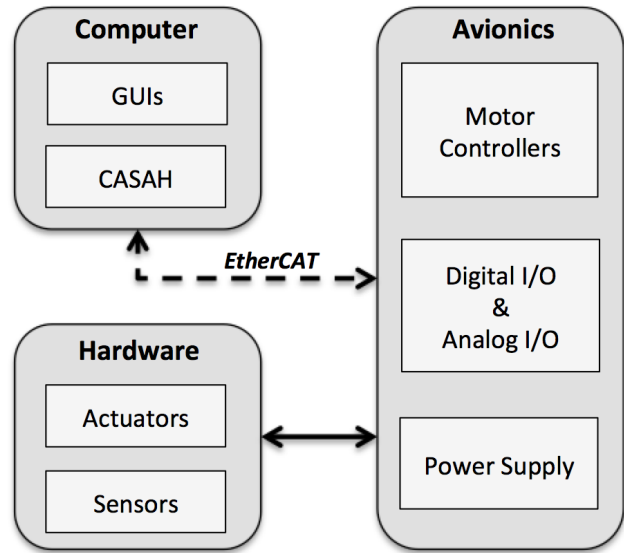 Computer
GUIs
CASAH
EtherCAT
Hardware
Actuators
Sensors
Avionics
Motor
Controllers
Digital I/O
&
Analog I/O
Power Supply